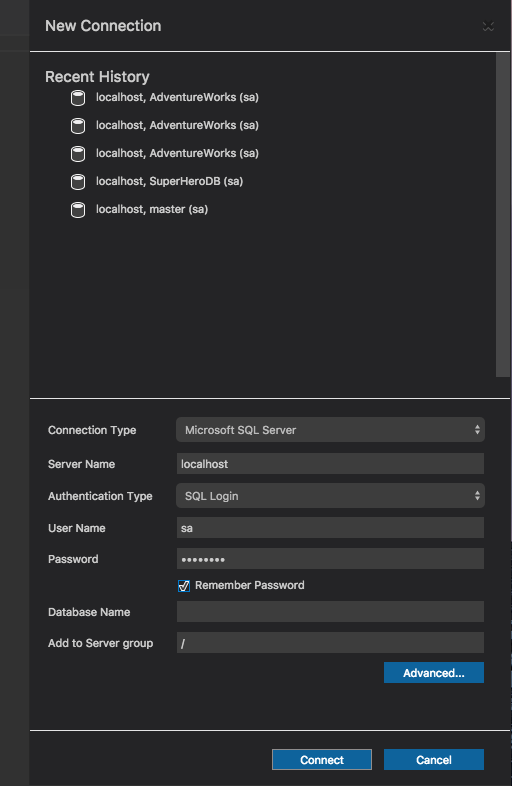 New Connection
Recent History
localhost, AdventureWorks (sa)
localhost, AdventureWorks (sa)
localhost, AdventureWorks (sa)
localhost, SuperHeroDB (sa)
localhost, master (sa)
Connection Type Microsoft SQL Server
Server Name localhost
Authentication Type SQL Login
User Name sa
Password ••••••••
Remember Password
Database Name
Add to Server group /
Advanced...
Connect Cancel